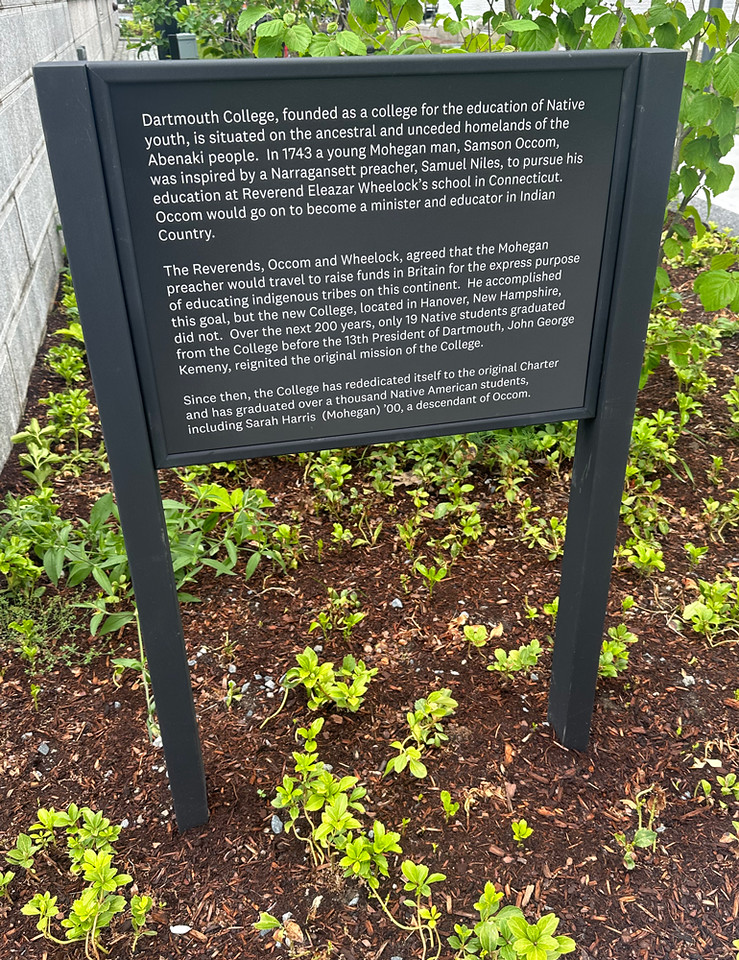 Dartmouth College, founded as a college for the education of Native
youth, is situated on the ancestral and unceded homelands of the
Abenaki people. In 1743 a young Mohegan man, Samson Occom,
was inspired by a Narragansett preacher, Samuel Niles, to pursue his
education at Reverend Eleazar Wheelock's school in Connecticut.
Occom would go on to become a minister and educator in Indian
Country.
The Reverends, Occom and Wheelock, agreed that the Mohegan
preacher would travel to raise funds in Britain for the express purpose
of educating indigenous tribes on this continent. He accomplished
this goal, but the new College, located in Hanover, New Hampshire,
did not. Over the next 200 years, only 19 Native students graduated
from the College before the 13th President of Dartmouth, John George
Kemeny, reignited the original mission of the College.
Since then, the College has rededicated itself to the original Charter
and has graduated over a thousand Native American students,
including Sarah Harris (Mohegan) '00, a descendant of Occom.